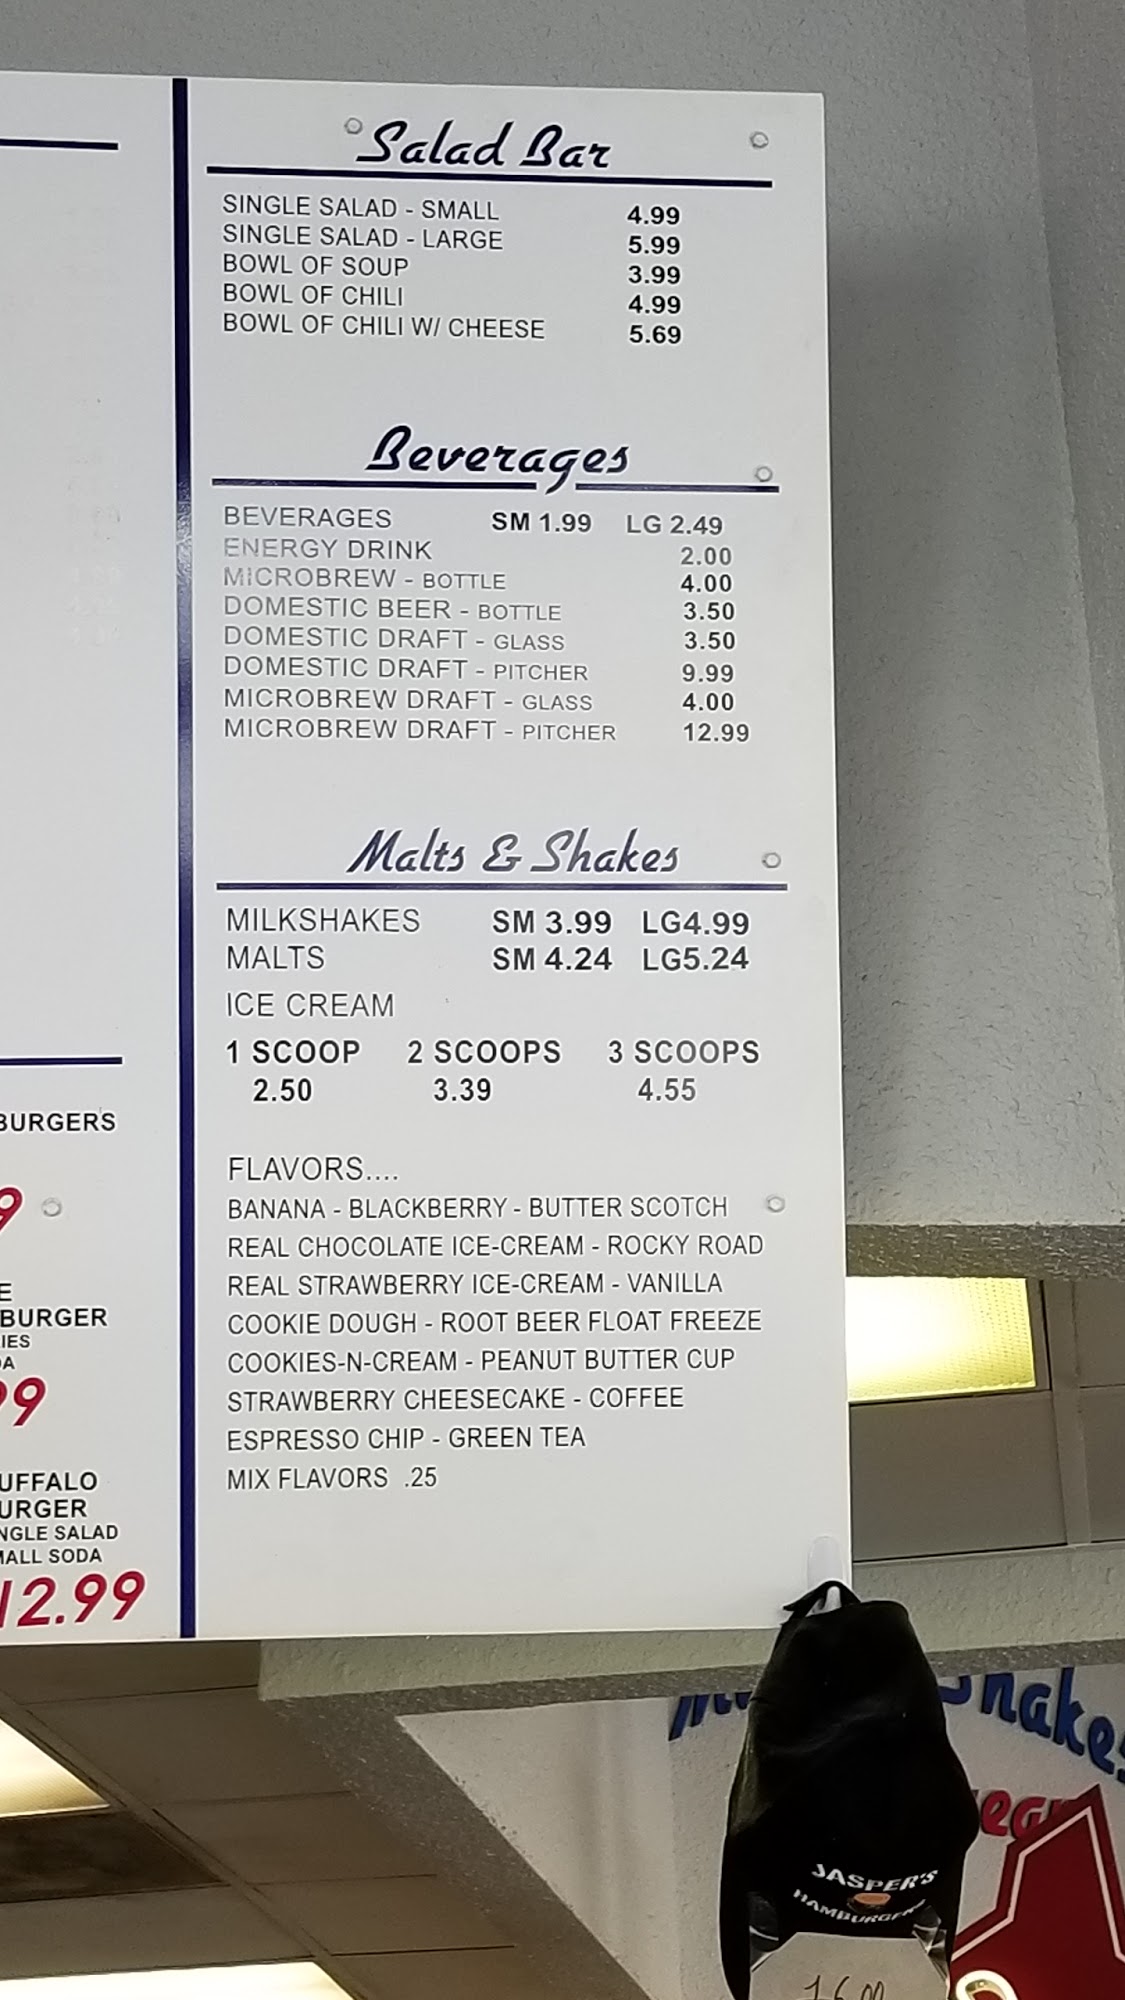 Salad Bar
SINGLE SALAD - SMALL 4.99
SINGLE SALAD - LARGE 5.99
BOWL OF SOUP 3.99
BOWL OF CHILI 4.99
BOWL OF CHILI W/ CHEESE 5.69
Beverages
BEVERAGES SM 1.99 LG 2.49
ENERGY DRINK 2.00
MICROBREW - BOTTLE 4.00
DOMESTIC BEER - BOTTLE 3.50
DOMESTIC DRAFT - GLASS 3.50
DOMESTIC DRAFT - PITCHER 9.99
MICROBREW DRAFT - GLASS 4.00
MICROBREW DRAFT - PITCHER 12.99
Malts & Shakes
MILKSHAKES SM 3.99 LG4.99
MALTS SM 4.24 LG5.24
ICE CREAM
1 SCOOP 2 SCOOPS 3 SCOOPS
2.50 3.39 4.55
FLAVORS....
BANANA - BLACKBERRY - BUTTER SCOTCH
REAL CHOCOLATE ICE-CREAM - ROCKY ROAD
REAL STRAWBERRY ICE-CREAM - VANILLA
COOKIE DOUGH - ROOT BEER FLOAT FREEZE
COOKIES-N-CREAM - PEANUT BUTTER CUP
STRAWBERRY CHEESECAKE - COFFEE
ESPRESSO CHIP - GREEN TEA
MIX FLAVORS .25
BURGERS
BURGER
UFFALO
URGER
NGLE SALAD
MALL SODA
12.99
JASPER'S
HAMBURGERS